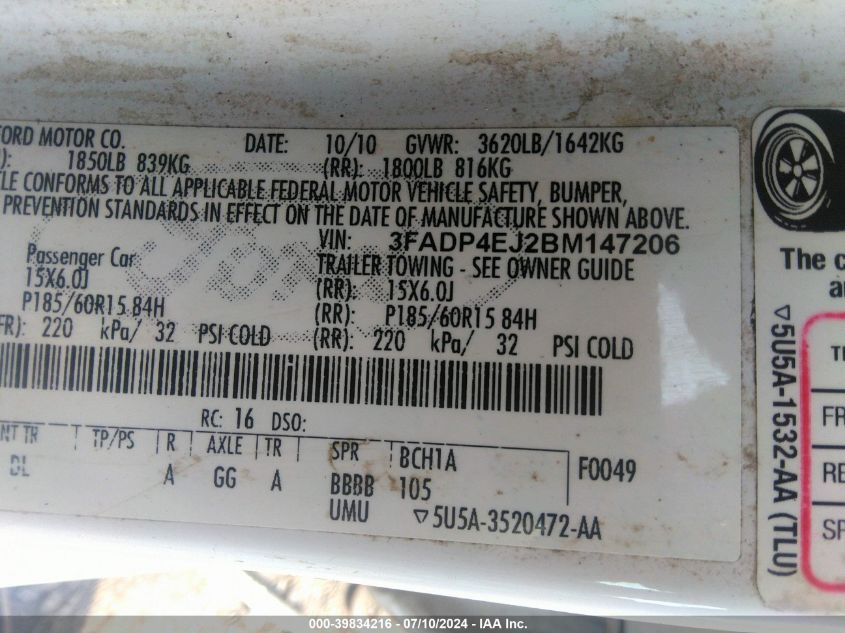 FORD MOTOR CO. DATE: 10/10 GVWR: 3620LB/1642KG
): 1850LB 839KG (RR): 1800LB 816KG
CLE CONFORMS TO ALL APPLICABLE FEDERAL MOTOR VEHICLE SAFETY, BUMPER,
PREVENTION STANDARDS IN EFFECT ON THE DATE OF MANUFACTURE SHOWN ABOVE.
VIN: 3FADP4EJ2BM147206
Passenger Car TRAILER TOWING - SEE OWNER GUIDE
15X6.0J (RR): 15X6.0J
P185/60R15 84H (RR): P185/60R15 84H
FR): 220 kPa/ 32 PSI COLD (RR): 220 kPa/ 32 PSI COLD
RC: 16 DSO:
NT TR TP/PS R AXLE TR SPR BCH1A
DL A GG A BBBB 105 F0049
UMU ▽5U5A-3520472-AA
The c
a
▽5U5A-1532-AA (TLU)
FR
RE
SP
000-39834216 - 07/10/2024 - IAA Inc.